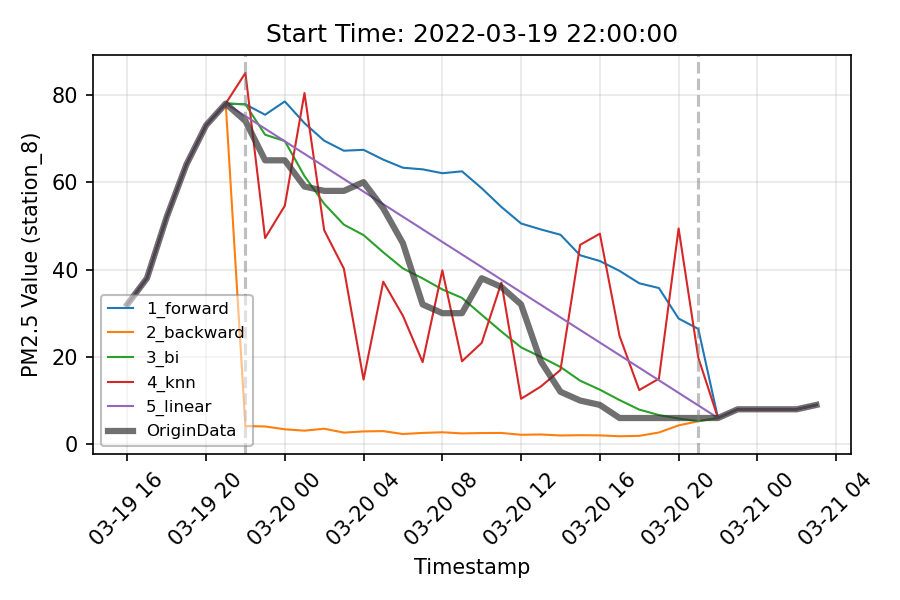 Start Time: 2022-03-19 22:00:00
PM2.5 Value (station_8)
80
60
40
20
0
1_forward
2_backward
3_bi
4_knn
5_linear
OriginData
03-19 16
03-19 20
03-20 00
03-20 04
03-20 08
03-20 12
03-20 16
03-20 20
03-21 00
03-21 04
Timestamp